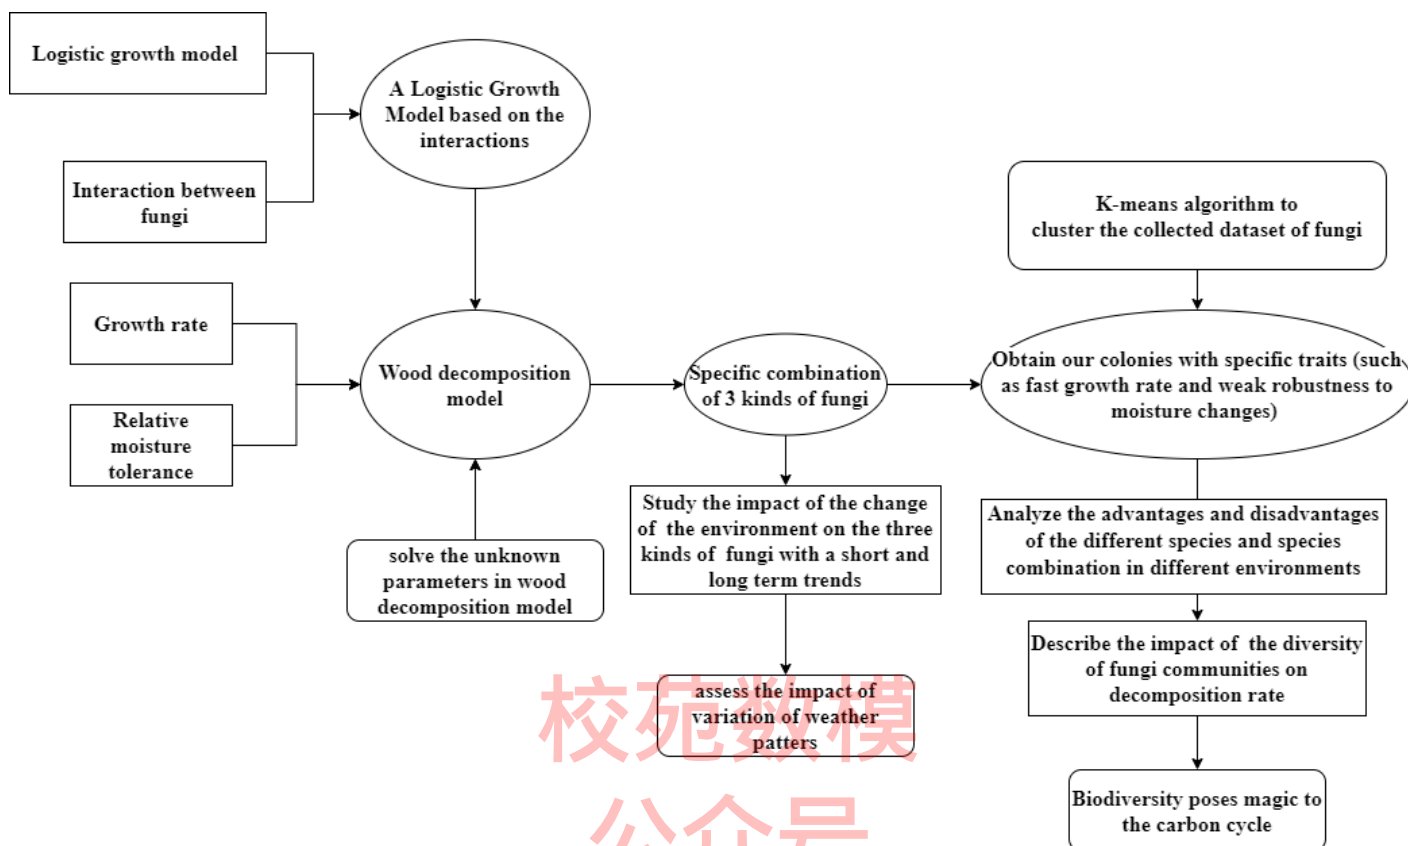 Logistic growth model
A Logistic Growth
Model based on the
interactions
Interaction between
fungi
Growth rate
Relative
moisture
tolerance
Wood decomposition
model
solve the unknown
parameters in wood
decomposition model
Specific combination
of 3 kinds of fungi
Study the impact of the change
of the environment on the three
kinds of fungi with a short and
long term trends
assess the impact of
variation of weather
patters
K-means algorithm to
cluster the collected dataset of fungi
Obtain our colonies with specific traits (such
as fast growth rate and weak robustness to
moisture changes)
Analyze the advantages and disadvantages
of the different species and species
combination in different environments
Describe the impact of the diversity
of fungi communities on
decomposition rate
Biodiversity poses magic to
the carbon cycle
校苑数模
公众号